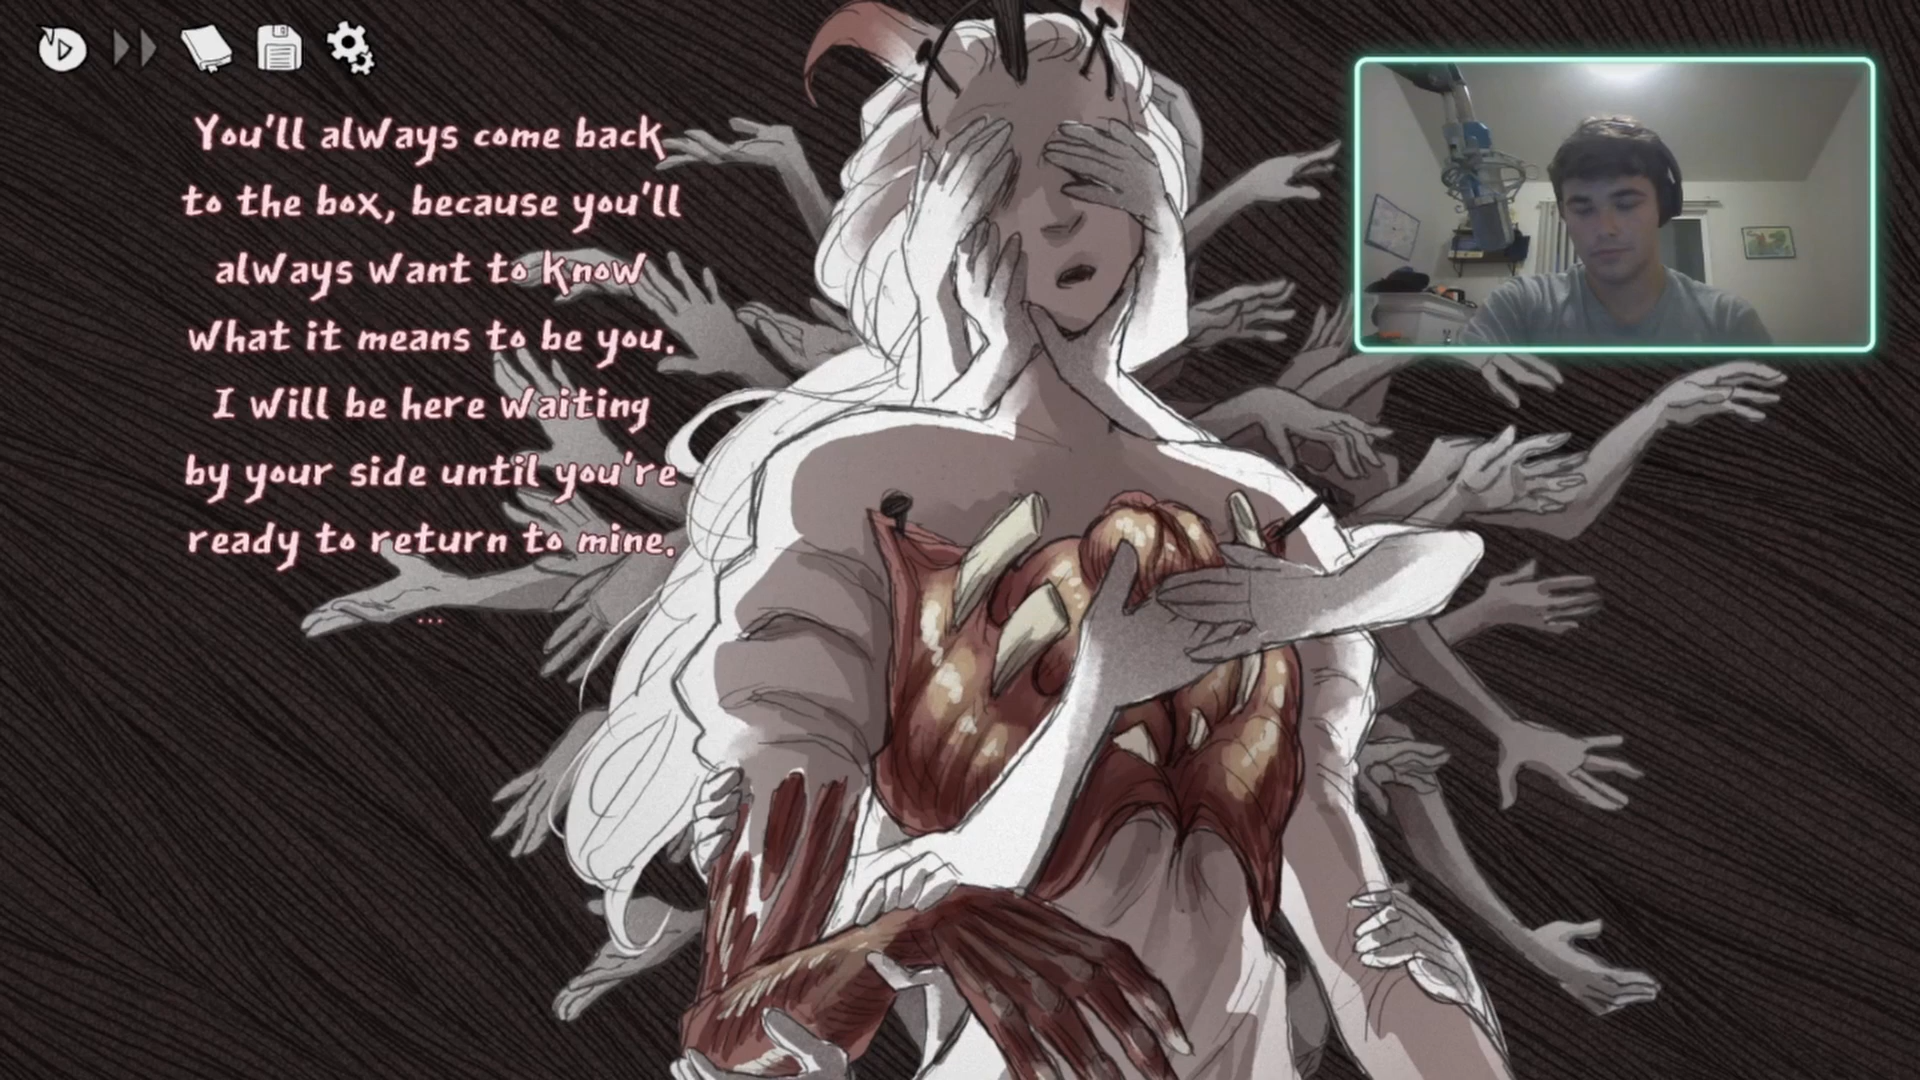 You'll always come back
to the box, because you'll
always want to know
what it means to be you.
I will be here waiting
by your side until you're
ready to return to mine.
...